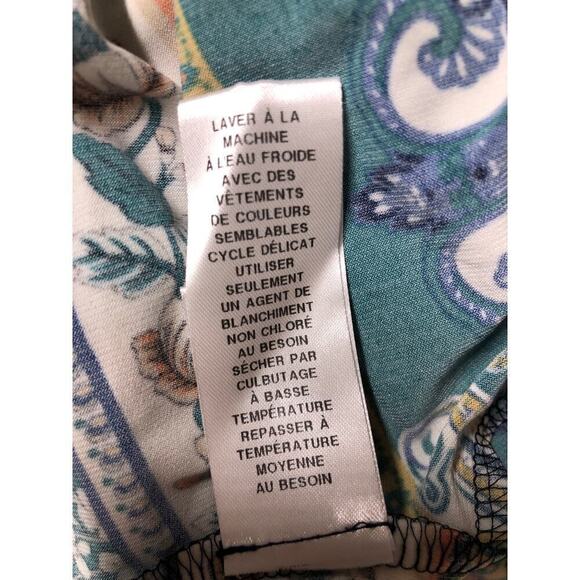 LAVER À LA
MACHINE
À L'EAU FROIDE
AVEC DES
VÊTEMENTS
DE COULEURS
SEMBLABLES
CYCLE DÉLICAT
UTILISER
SEULEMENT
UN AGENT DE
BLANCHIMENT
NON CHLORÉ
AU BESOIN
SÉCHER PAR
CULBUTAGE
À BASSE
TEMPÉRATURE
REPASSER À
TEMPÉRATURE
MOYENNE
AU BESOIN